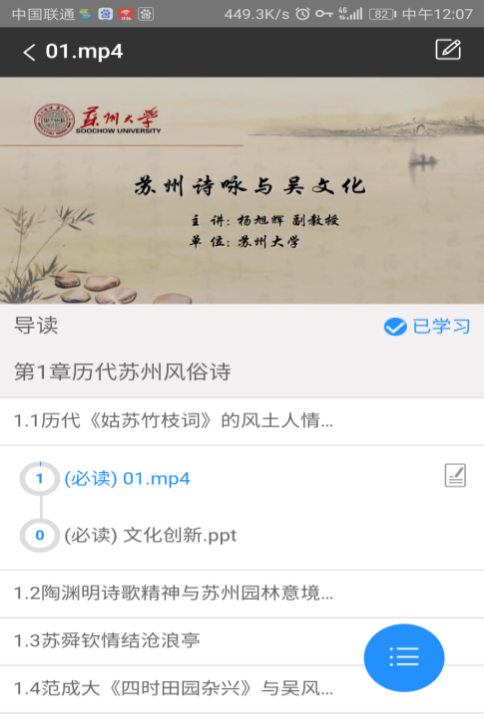 中国联通
449.3K/s 4G 82 中午12:07
01.mp4
蘇州大學
SOOCHOW UNIVERSITY
苏州诗咏与吴文化
主 讲: 杨旭辉 副教授
单 位: 苏州大学
导读
已学习
第1章历代苏州风俗诗
1.1历代《姑苏竹枝词》的风土人情...
1 (必读) 01.mp4
0 (必读) 文化创新.ppt
1.2陶渊明诗歌精神与苏州园林意境...
1.3苏舜钦情结沧浪亭
1.4范成大《四时田园杂兴》与吴风...